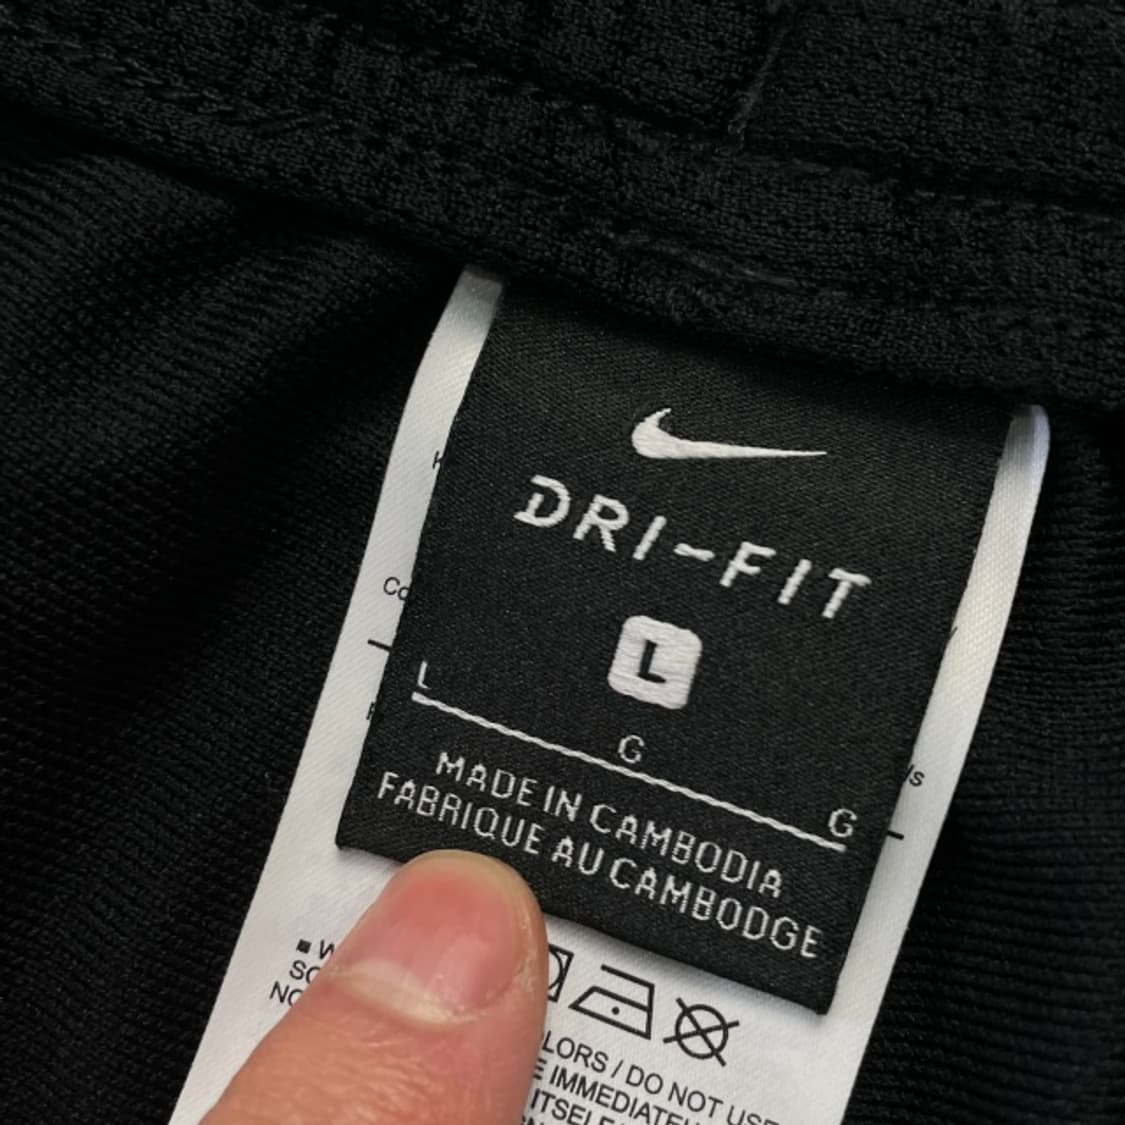 DRI-FIT
L
L G G
MADE IN CAMBODIA
FABRIQUE AU CAMBODGE
LORS / DO NOT USE
IMMEDIATE
ITSELF